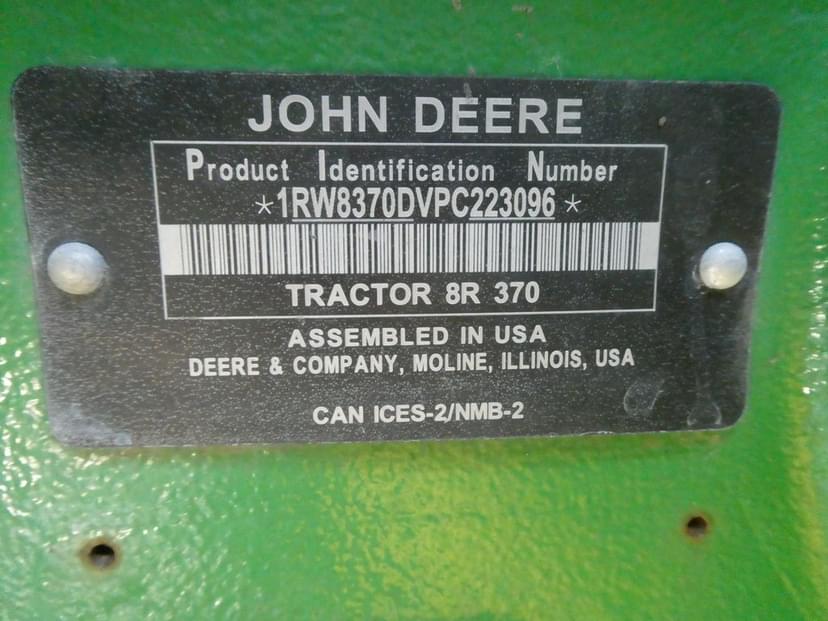 JOHN DEERE
Product Identification Number
*1RW8370DVPC223096*
TRACTOR 8R 370
ASSEMBLED IN USA
DEERE & COMPANY, MOLINE, ILLINOIS, USA
CAN ICES-2/NMB-2